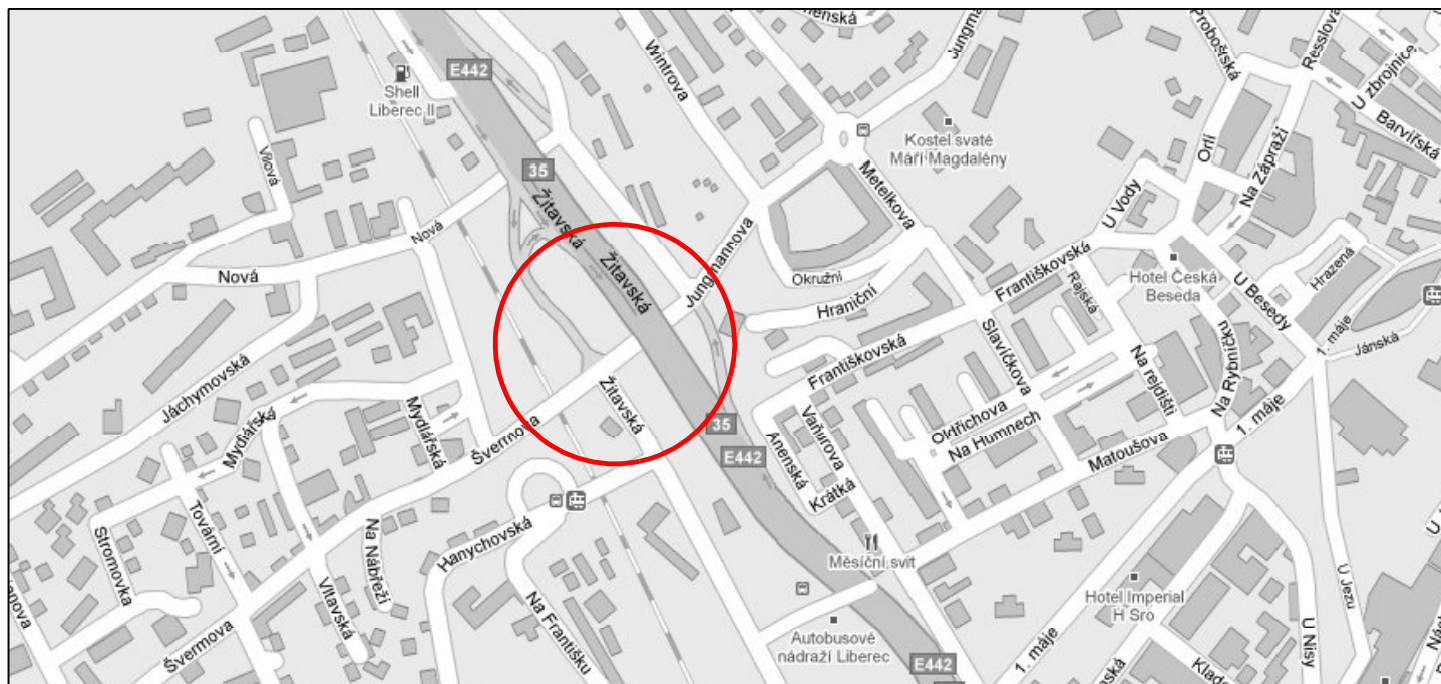 E442
Shell
Liberec II
Wintrova
Kostel svaté
Máří Magdalény
Proboštská
Resslova
U zbrojnice
Barvířská
Orlí
Na Zápraží
Vílová
35
Žitavská
Žitavská
Metelkova
U Vody
Nová
Nová
Jungmannova
Okružní
Hraniční
Františkovská
Rajská
Hotel Česká
Beseda
Hrazená
U Besedy
1. máje
Jánská
Jáchymovská
Mydlářská
Mydlářská
Žitavská
Františkovská
Slavíčkova
Na rejdišti
Na Rybníčku
Švermova
35
E442
Vaňurova
Anenská
Krátká
Oldřichova
Na Humnech
Matoušova
1. máje
Tovární
Stromovka
Na Nábřeží
Vltavská
Hanychovská
Na Františku
Měsíční svit
Hotel Imperial
H Sro
U Jezu
U Nisy
Švermova
Autobusové
nádraží Liberec
E442
1. máje